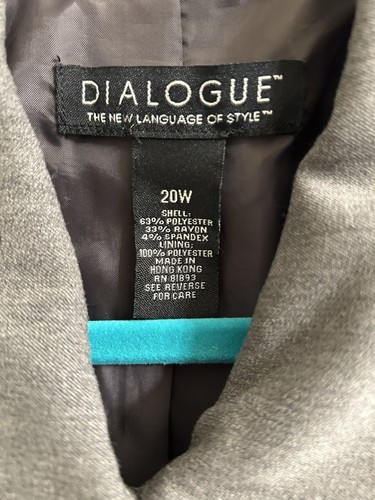 DIALOGUE™
THE NEW LANGUAGE OF STYLE™
20W
SHELL:
63% POLYESTER
33% RAYON
4% SPANDEX
LINING:
100% POLYESTER
MADE IN
HONG KONG
RN 81893
SEE REVERSE
FOR CARE